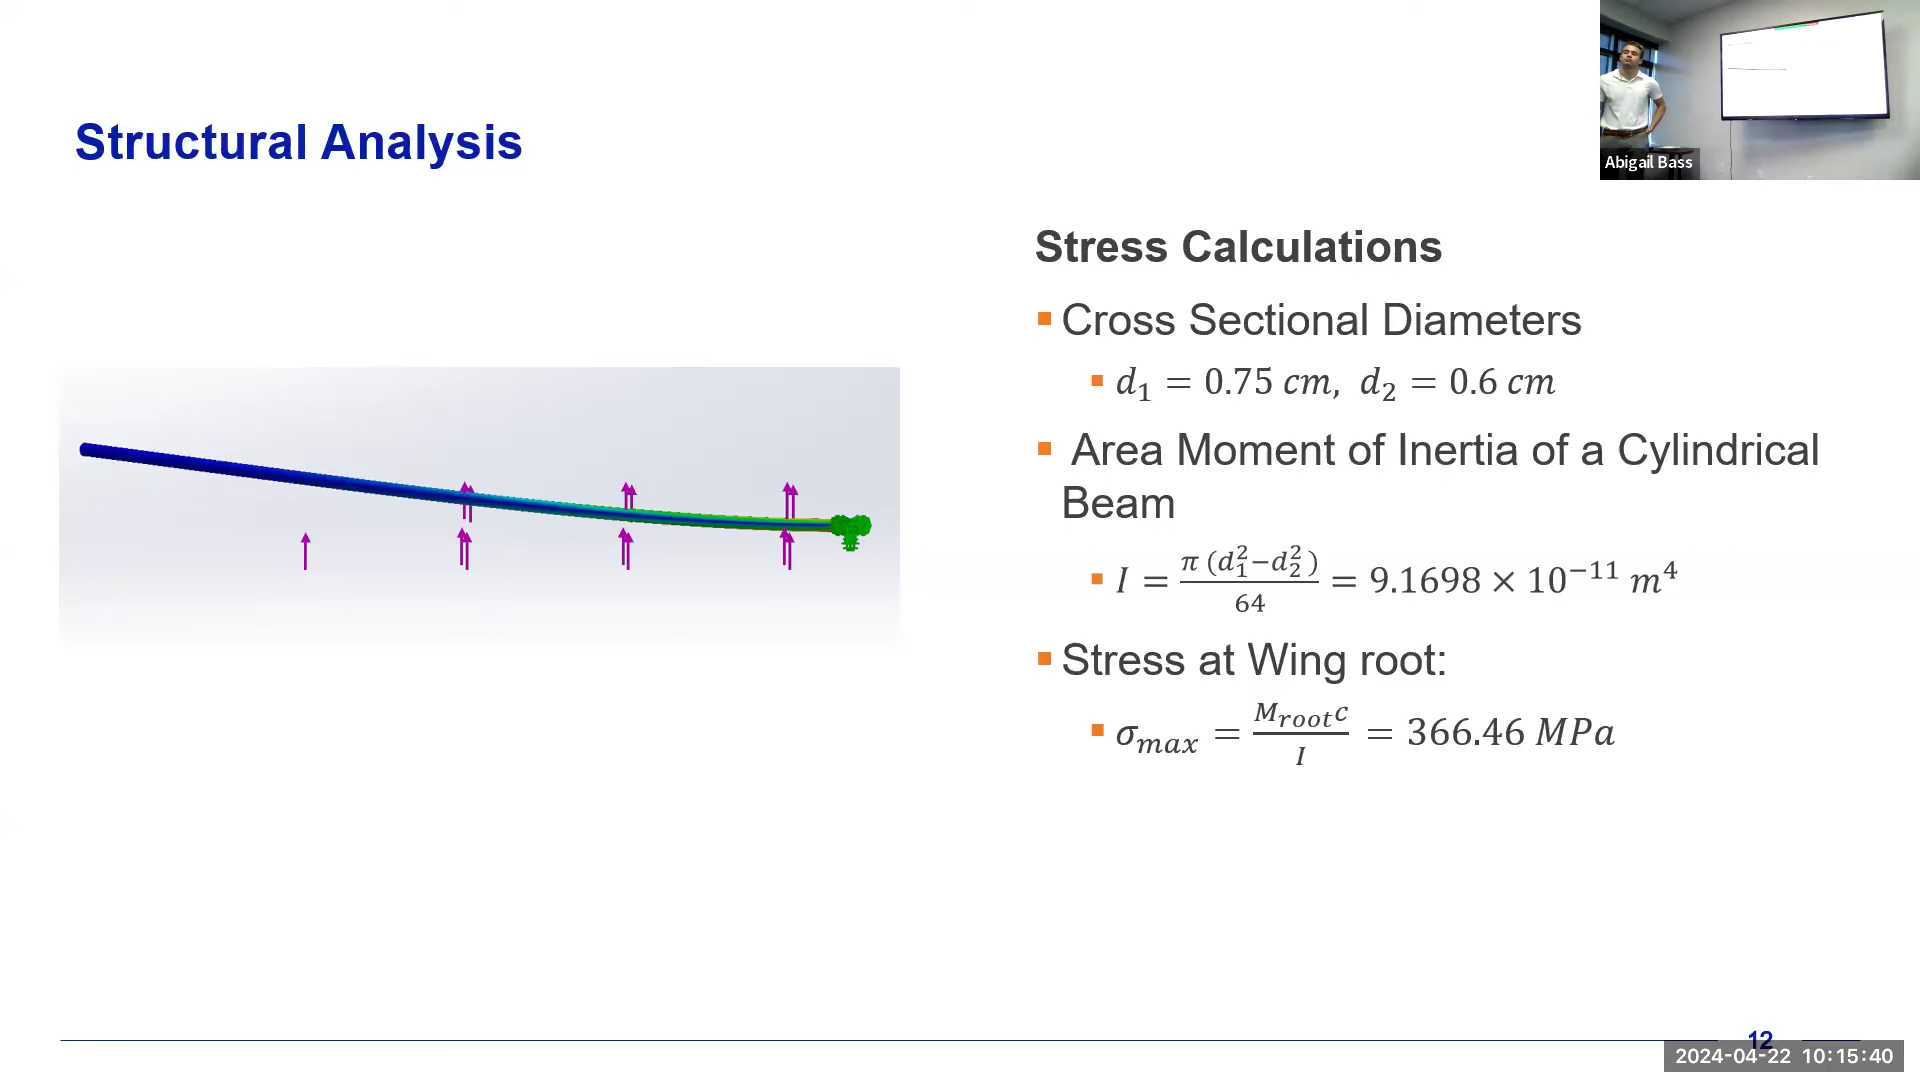 Abigail Bass
Structural Analysis
Stress Calculations
Cross Sectional Diameters
d₁ = 0.75 cm, d₂ = 0.6 cm
Area Moment of Inertia of a Cylindrical
Beam
I = π (d₁²−d₂²) / 64 = 9.1698 × 10⁻¹¹ m⁴
Stress at Wing root:
σₘₐₓ = M_root c / I = 366.46 MPa
12
2024-04-22 10:15:40